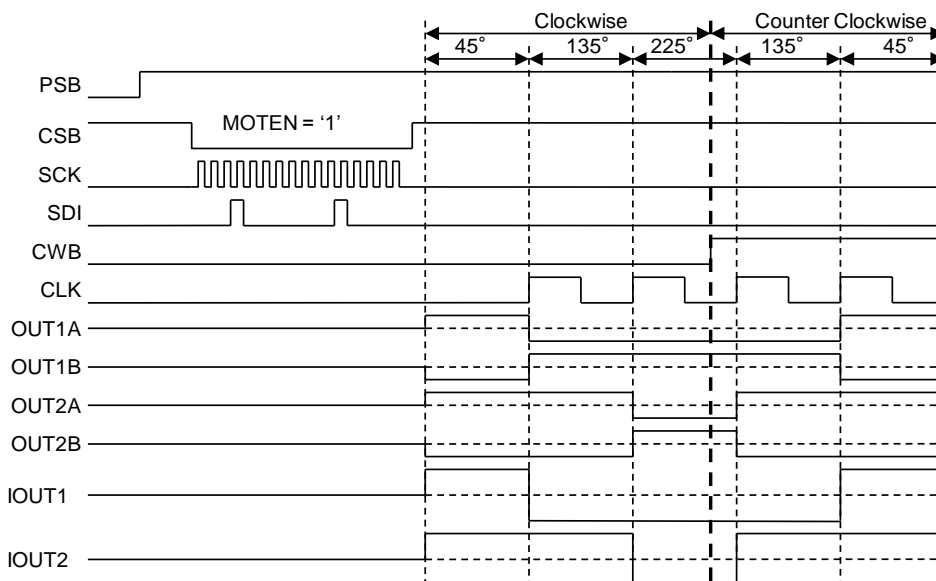 Clockwise Counter Clockwise
45° 135° 225° 135° 45°
PSB
CSB MOTEN = ‘1’
SCK
SDI
CWB
CLK
OUT1A
OUT1B
OUT2A
OUT2B
IOUT1
IOUT2